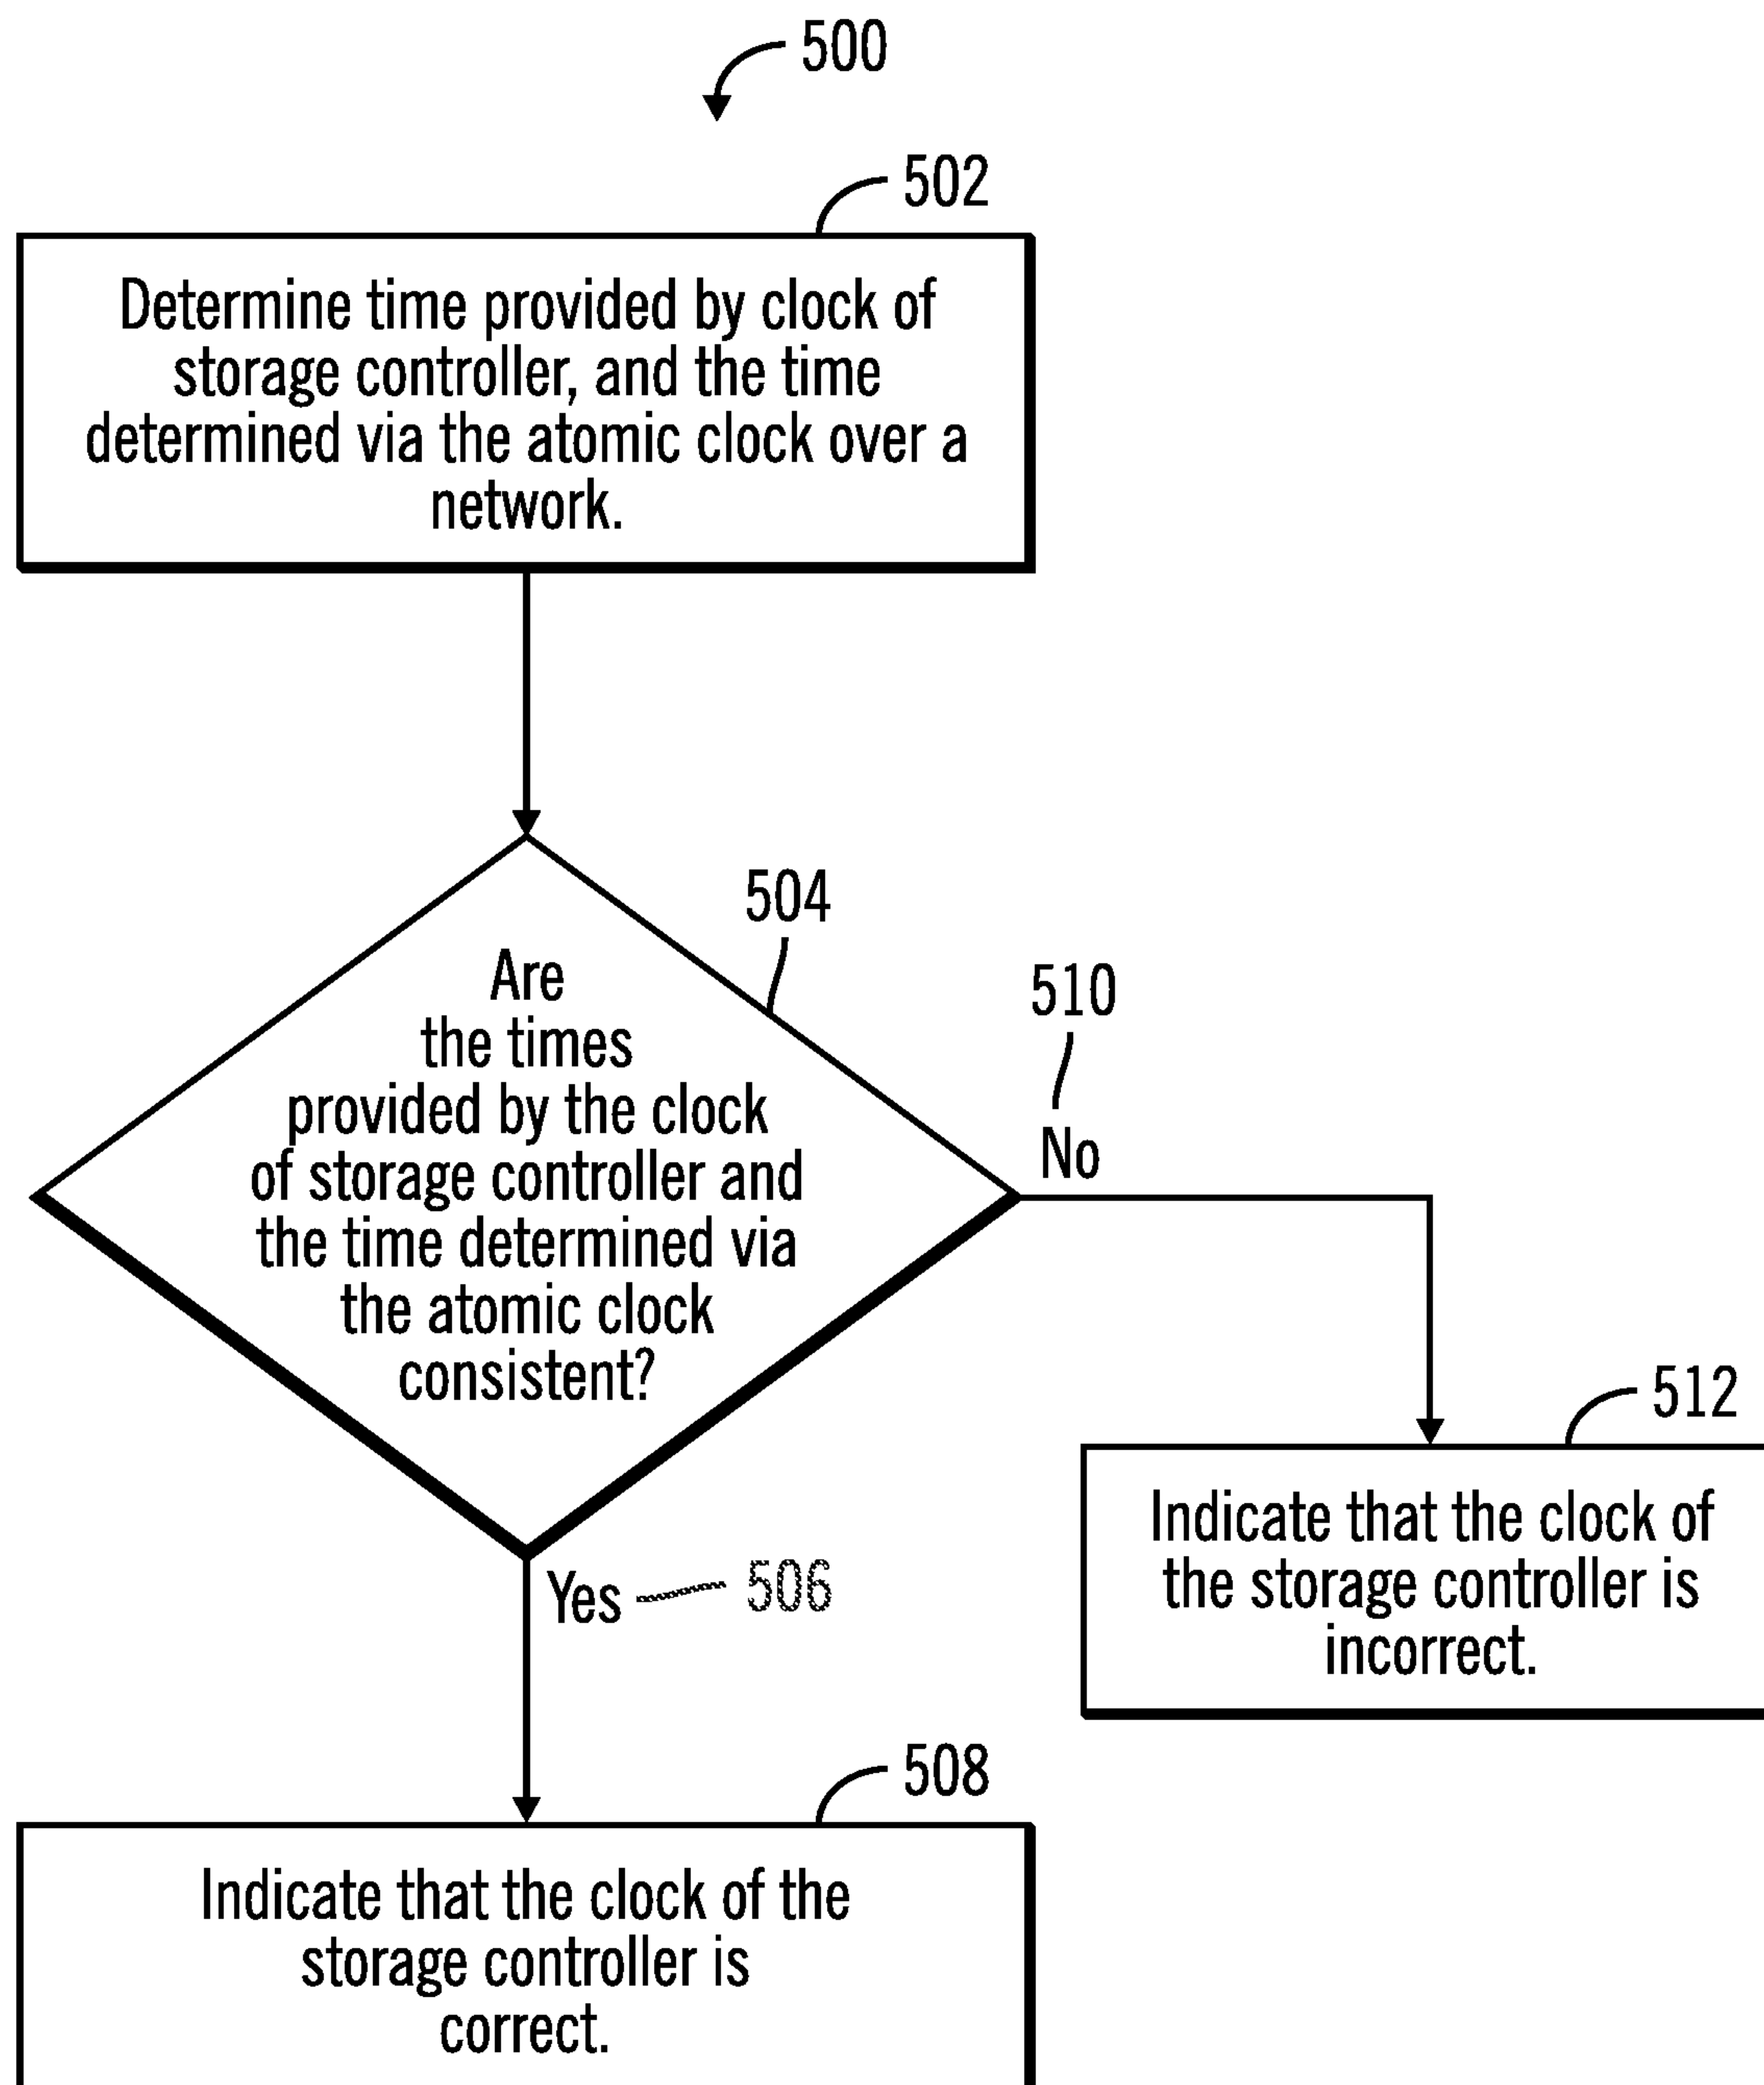 500
502
Determine time provided by clock of
storage controller, and the time
determined via the atomic clock over a
network.
504
Are
the times
provided by the clock
of storage controller and
the time determined via
the atomic clock
consistent?
510
No
512
Indicate that the clock of
the storage controller is
incorrect.
Yes 506
508
Indicate that the clock of the
storage controller is
correct.